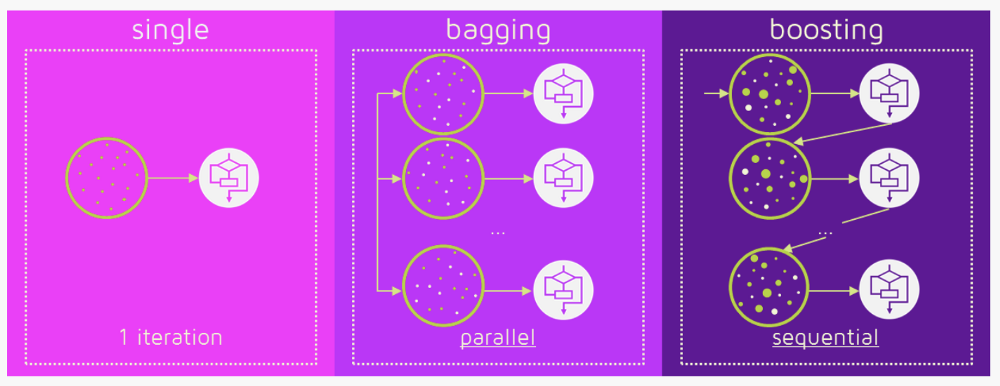 single
1 iteration
bagging
...
parallel
boosting
...
sequential